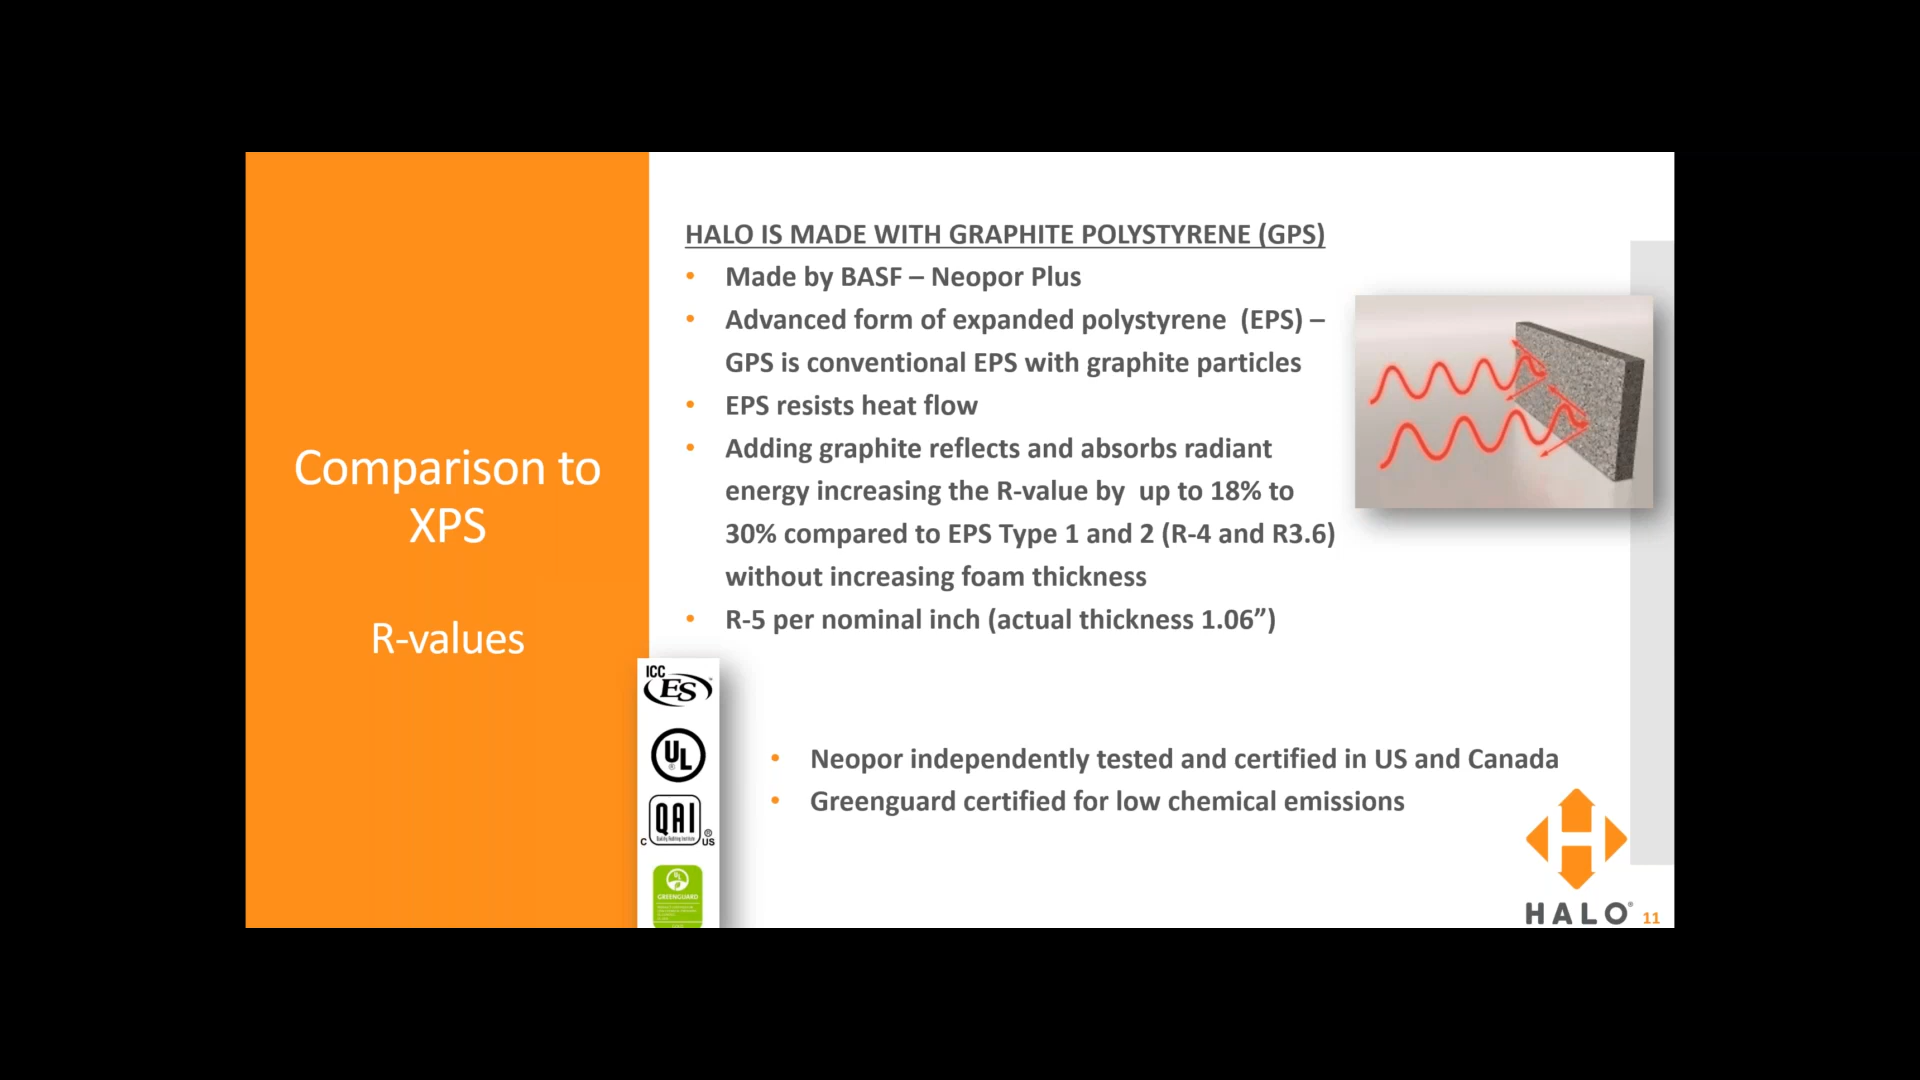 Comparison to
XPS
R-values
HALO IS MADE WITH GRAPHITE POLYSTYRENE (GPS)
• Made by BASF – Neopor Plus
• Advanced form of expanded polystyrene  (EPS) –
GPS is conventional EPS with graphite particles
• EPS resists heat flow
• Adding graphite reflects and absorbs radiant
energy increasing the R-value by  up to 18% to
30% compared to EPS Type 1 and 2 (R-4 and R3.6)
without increasing foam thickness
• R-5 per nominal inch (actual thickness 1.06”)
ICC
ES
UL
®
QAI
C
®
US
GREENGUARD
• Neopor independently tested and certified in US and Canada
• Greenguard certified for low chemical emissions
H
HALO®
11